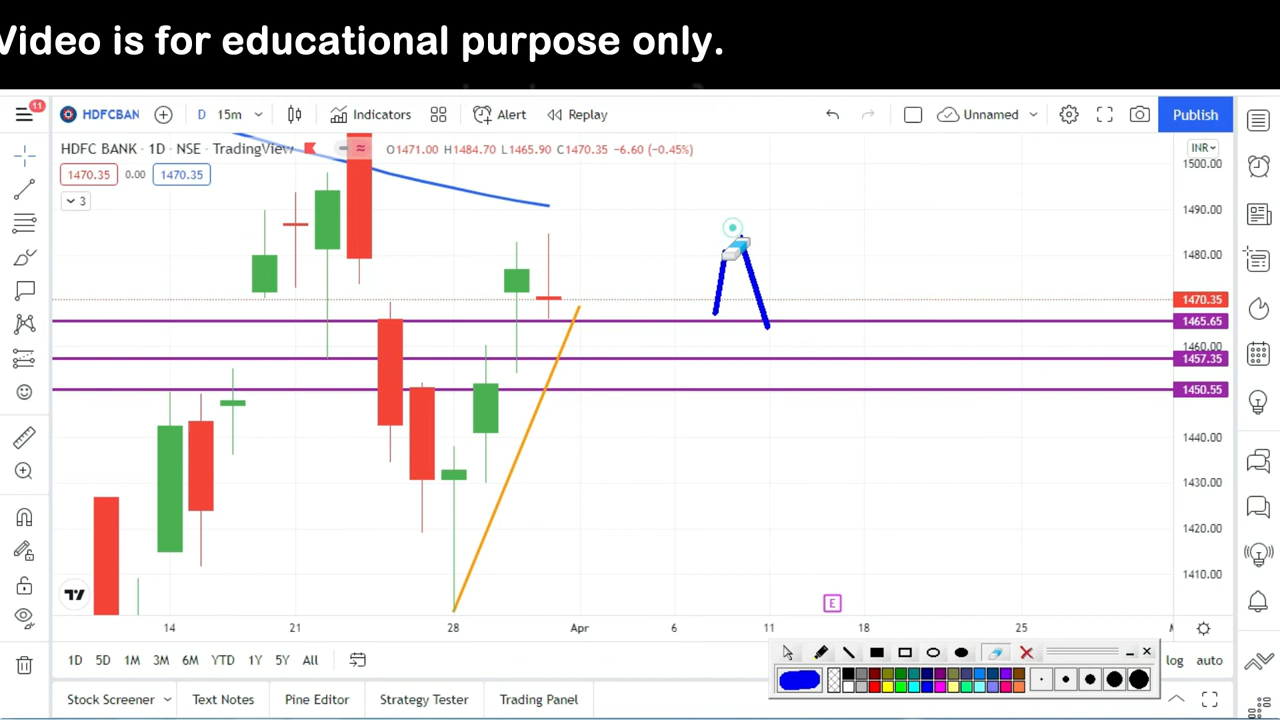 Video is for educational purpose only.
11
HDFCBAN
D 15m
Indicators
Alert
Replay
Unnamed
Publish
HDFC BANK · 1D · NSE · TradingView
O1471.00 H1484.70 L1465.90 C1470.35 −6.60 (−0.45%)
INR
1470.35 0.00 1470.35
3
1500.00
1490.00
1480.00
1470.35
1465.65
1460.00
1457.35
1450.55
1440.00
1430.00
1420.00
1410.00
E
14 21 28 Apr 6 11 18 25
1D 5D 1M 3M 6M YTD 1Y 5Y All
log auto
Stock Screener Text Notes Pine Editor Strategy Tester Trading Panel